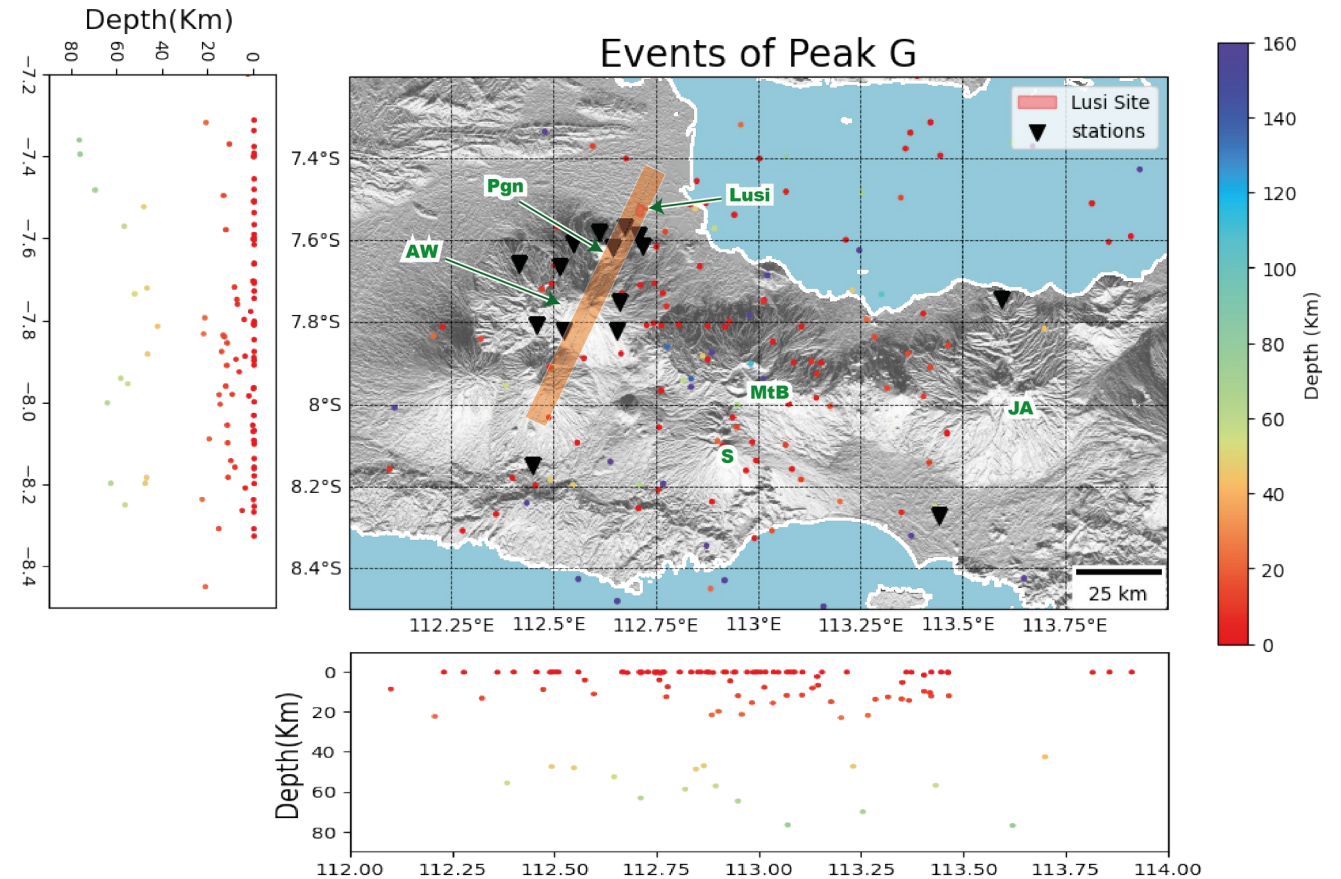 Depth(Km)
80 60 40 20 0
−7.2
−7.4
−7.6
−7.8
−8.0
−8.2
−8.4
Events of Peak G
Lusi Site
stations
7.4°S
7.6°S
7.8°S
8°S
8.2°S
8.4°S
Pgn
Lusi
AW
MtB
JA
S
25 km
112.25°E 112.5°E 112.75°E 113°E 113.25°E 113.5°E 113.75°E
160
140
120
100
80
60
40
20
0
Depth (Km)
Depth(Km)
0
20
40
60
80
112.00 112.25 112.50 112.75 113.00 113.25 113.50 113.75 114.00